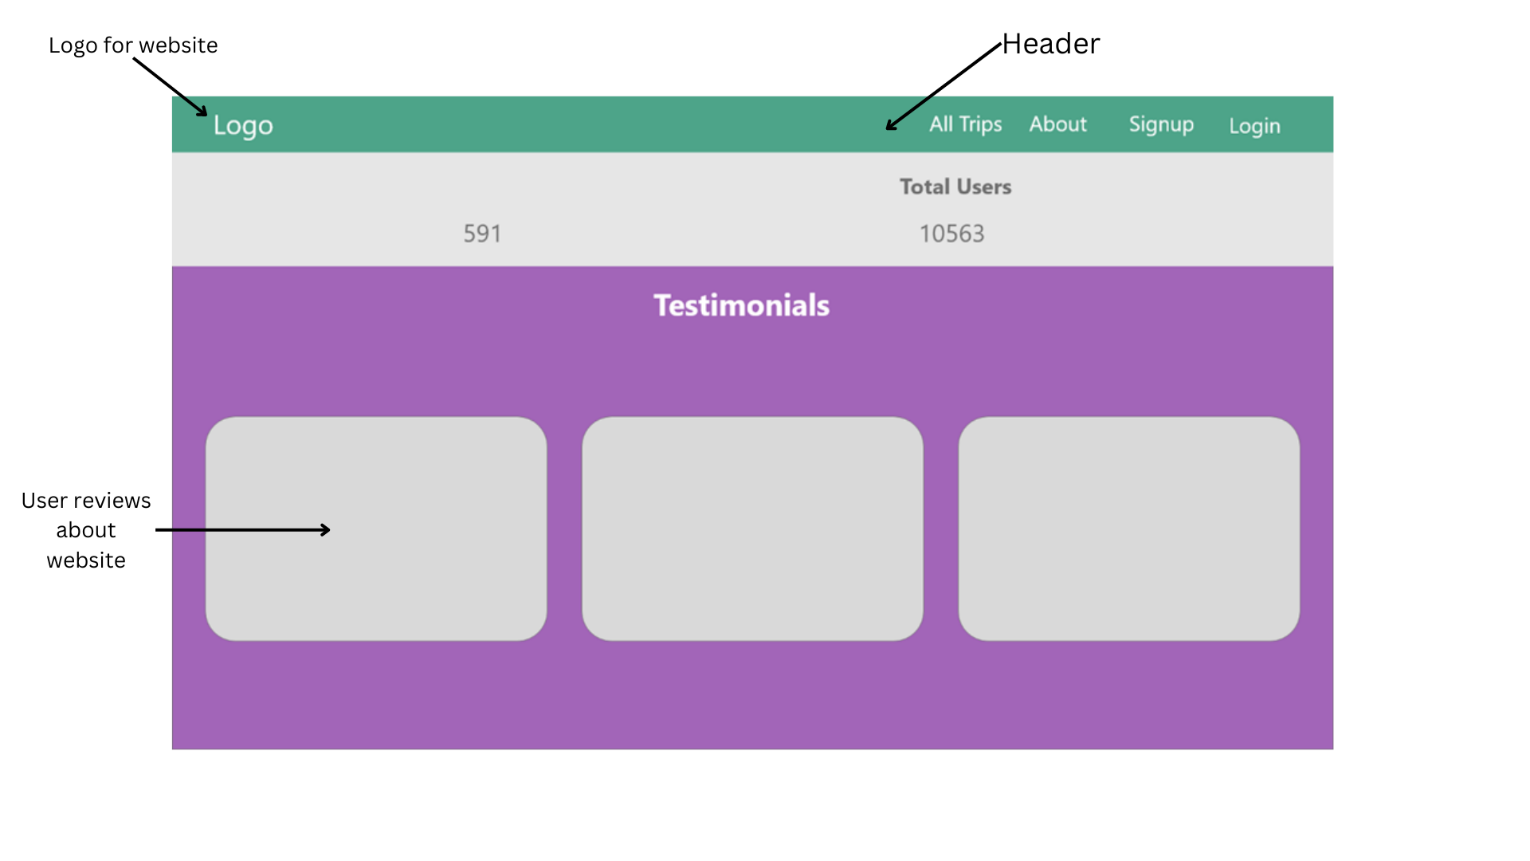 Logo for website
Header
Logo
All Trips
About
Signup
Login
Total Users
591
10563
Testimonials
User reviews
about
website